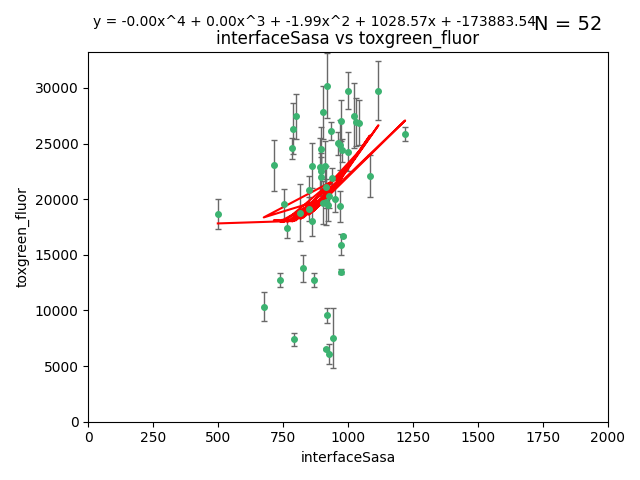 y = -0.00x^4 + 0.00x^3 + -1.99x^2 + 1028.57x + -173883.54
N = 52
interfaceSasa vs toxgreen_fluor
30000
25000
20000
15000
10000
5000
0
toxgreen_fluor
0 250 500 750 1000 1250 1500 1750 2000
interfaceSasa